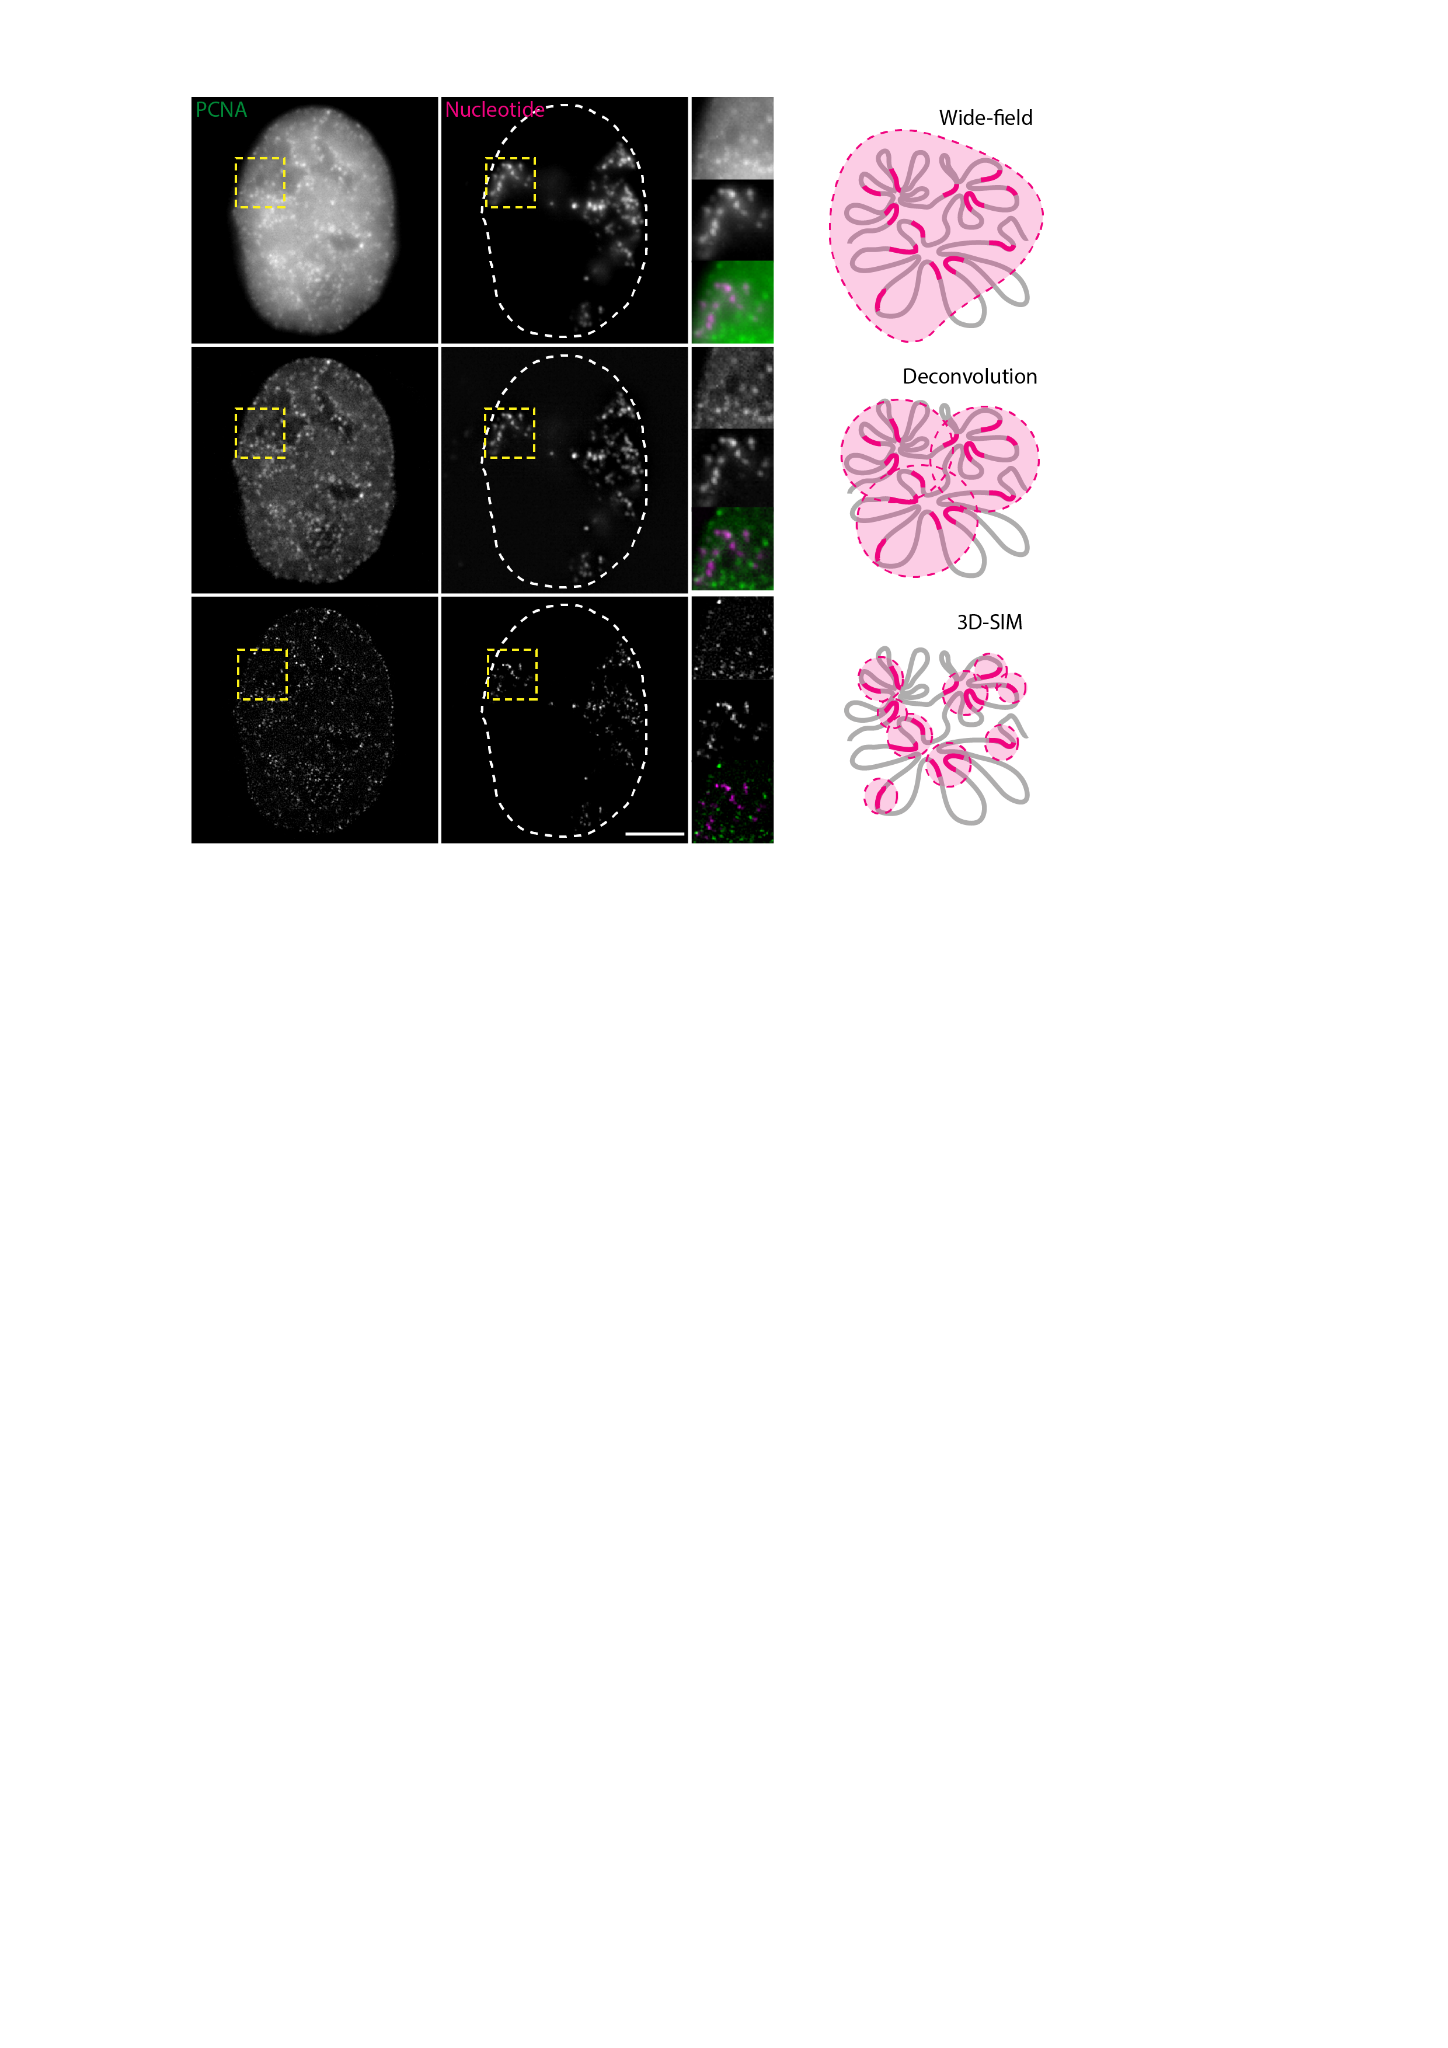 PCNA
Nucleotide
Wide-field
Deconvolution
3D-SIM